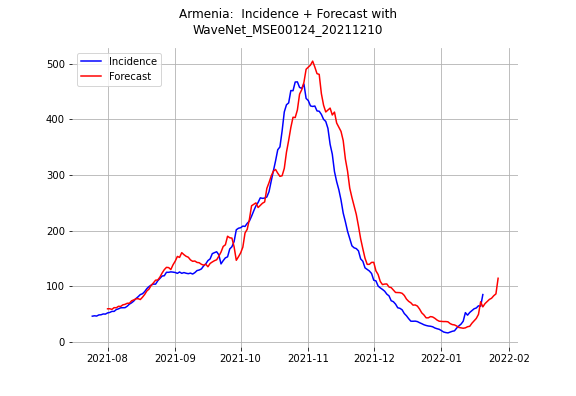 Armenia:  Incidence + Forecast with
WaveNet_MSE00124_20211210
Incidence
Forecast
500
400
300
200
100
0
2021-08 2021-09 2021-10 2021-11 2021-12 2022-01 2022-02